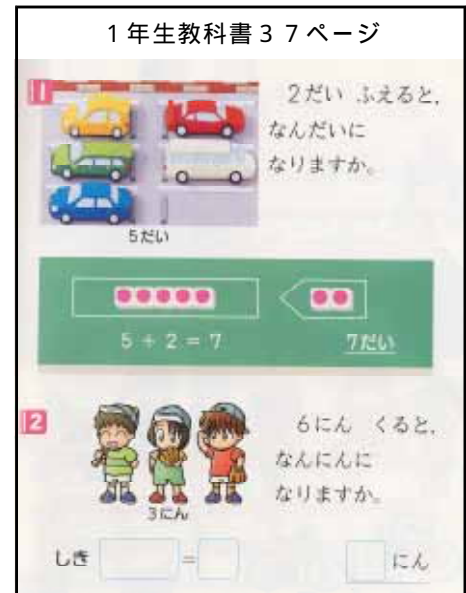 1年生教科書37ページ
1
2だい ふえると,
なんだいに
なりますか。
5だい
5 + 2 = 7
7だい
2
6にん くると,
なんにんに
なりますか。
3にん
しき
=
にん